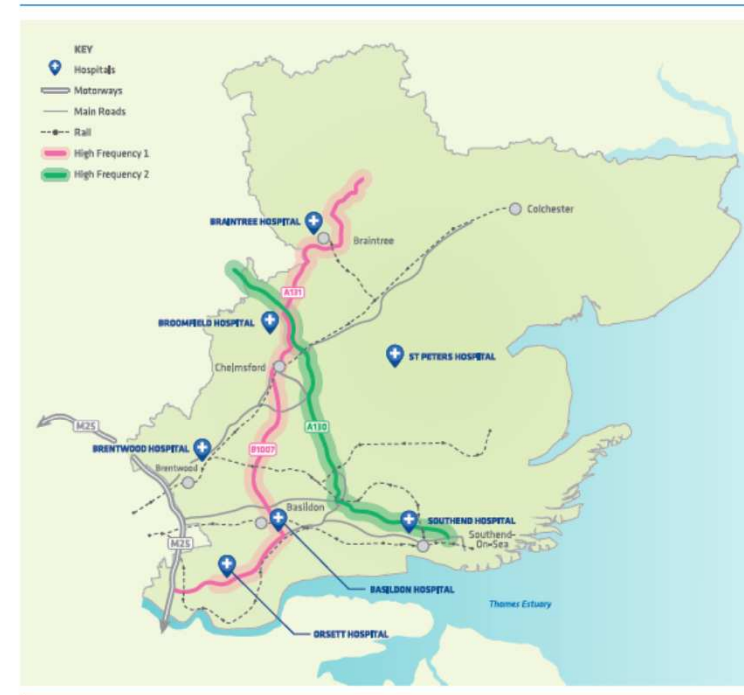 KEY
Hospitals
Motorways
Main Roads
Rail
High Frequency 1
High Frequency 2
BRAINTREE HOSPITAL
Colchester
Braintree
A131
BROOMFIELD HOSPITAL
ST PETERS HOSPITAL
Chelmsford
M25
A130
BRENTWOOD HOSPITAL
B1007
Brentwood
Basildon
SOUTHEND HOSPITAL
Southend-
On-Sea
M25
BASILDON HOSPITAL
Thames Estuary
ORSETT HOSPITAL